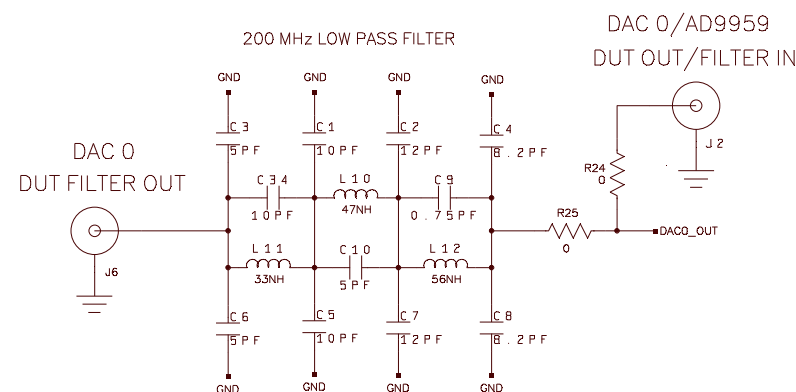 DAC 0/AD9959
DUT OUT/FILTER IN
200 MHz LOW PASS FILTER
GND GND GND GND
J2
C3 C1 C2 C4
5PF 10PF 12PF 8.2PF
DAC 0
DUT FILTER OUT
R24
0
C34 L10 C9
10PF 47NH 0.75PF
R25
0
DAC0_OUT
J6
L11 C10 L12
33NH 5PF 56NH
C6 C5 C7 C8
5PF 10PF 12PF 8.2PF
GND GND GND GND